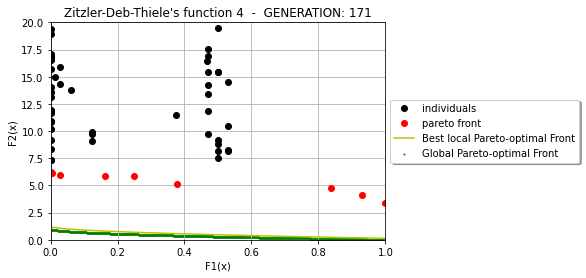 Zitzler-Deb-Thiele's function 4 - GENERATION: 171
20.0
17.5
15.0
12.5
10.0
7.5
5.0
2.5
0.0
F2(x)
0.0 0.2 0.4 0.6 0.8 1.0
F1(x)
individuals
pareto front
Best local Pareto-optimal Front
Global Pareto-optimal Front